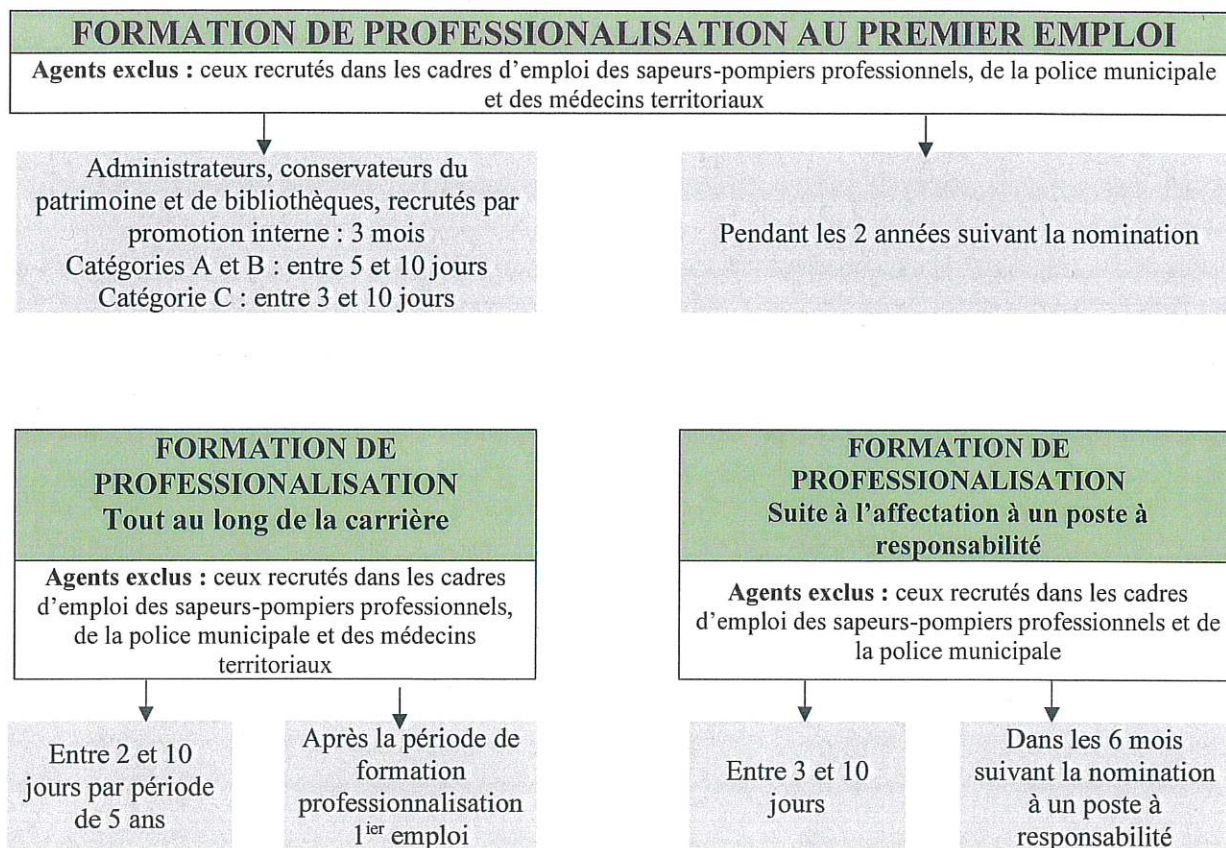 FORMATION DE PROFESSIONALISATION AU PREMIER EMPLOI
Agents exclus : ceux recrutés dans les cadres d'emploi des sapeurs-pompiers professionnels, de la police municipale
et des médecins territoriaux
Administrateurs, conservateurs du
patrimoine et de bibliothèques, recrutés par
promotion interne : 3 mois
Catégories A et B : entre 5 et 10 jours
Catégorie C : entre 3 et 10 jours
Pendant les 2 années suivant la nomination
FORMATION DE
PROFESSIONALISATION
Tout au long de la carrière
Agents exclus : ceux recrutés dans les cadres
d'emploi des sapeurs-pompiers professionnels,
de la police municipale et des médecins
territoriaux
Entre 2 et 10
jours par période
de 5 ans
Après la période de
formation
professionnalisation
1ier emploi
FORMATION DE
PROFESSIONALISATION
Suite à l'affectation à un poste à
responsabilité
Agents exclus : ceux recrutés dans les cadres
d'emploi des sapeurs-pompiers professionnels et de
la police municipale
Entre 3 et 10
jours
Dans les 6 mois
suivant la nomination
à un poste à
responsabilité